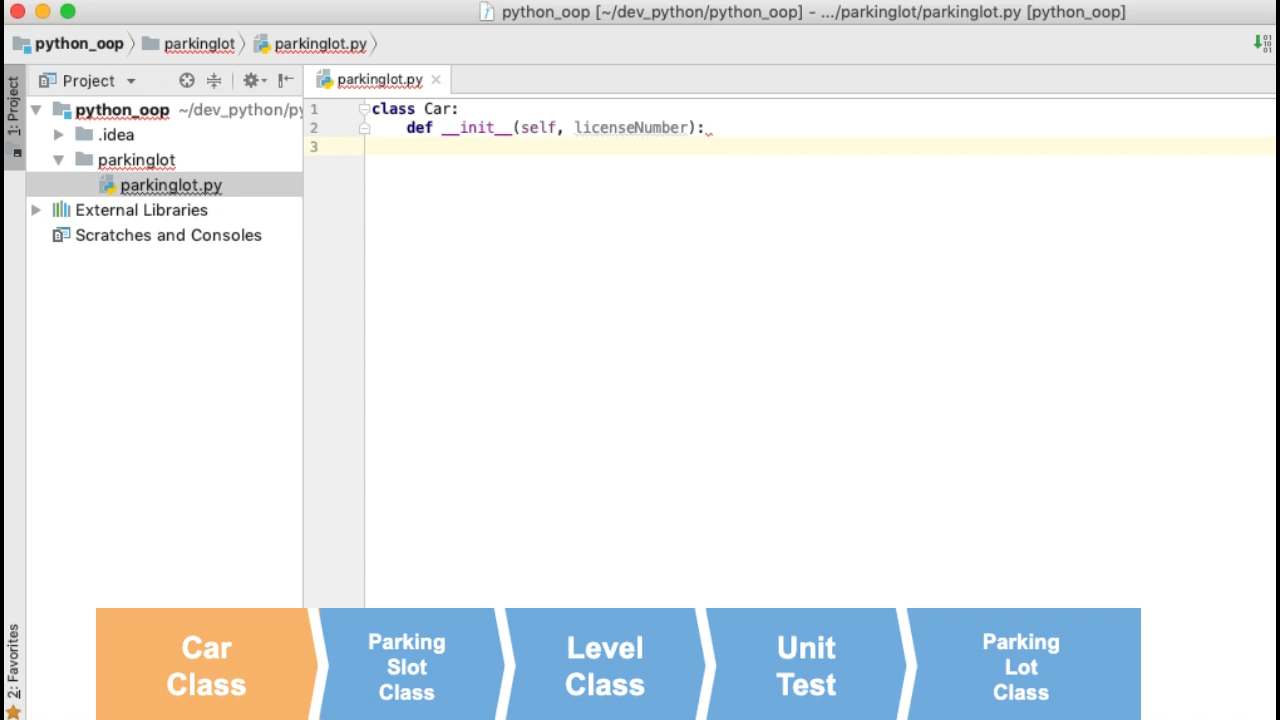 python_oop [~/dev_python/python_oop] - .../parkinglot/parkinglot.py [python_oop]
python_oop parkinglot parkinglot.py
1: Project
Project
parkinglot.py
python_oop ~/dev_python/py
.idea
parkinglot
parkinglot.py
External Libraries
Scratches and Consoles
1 class Car:
2 def __init__(self, licenseNumber):
3
2: Favorites
Car
Class
Parking
Slot
Class
Level
Class
Unit
Test
Parking
Lot
Class